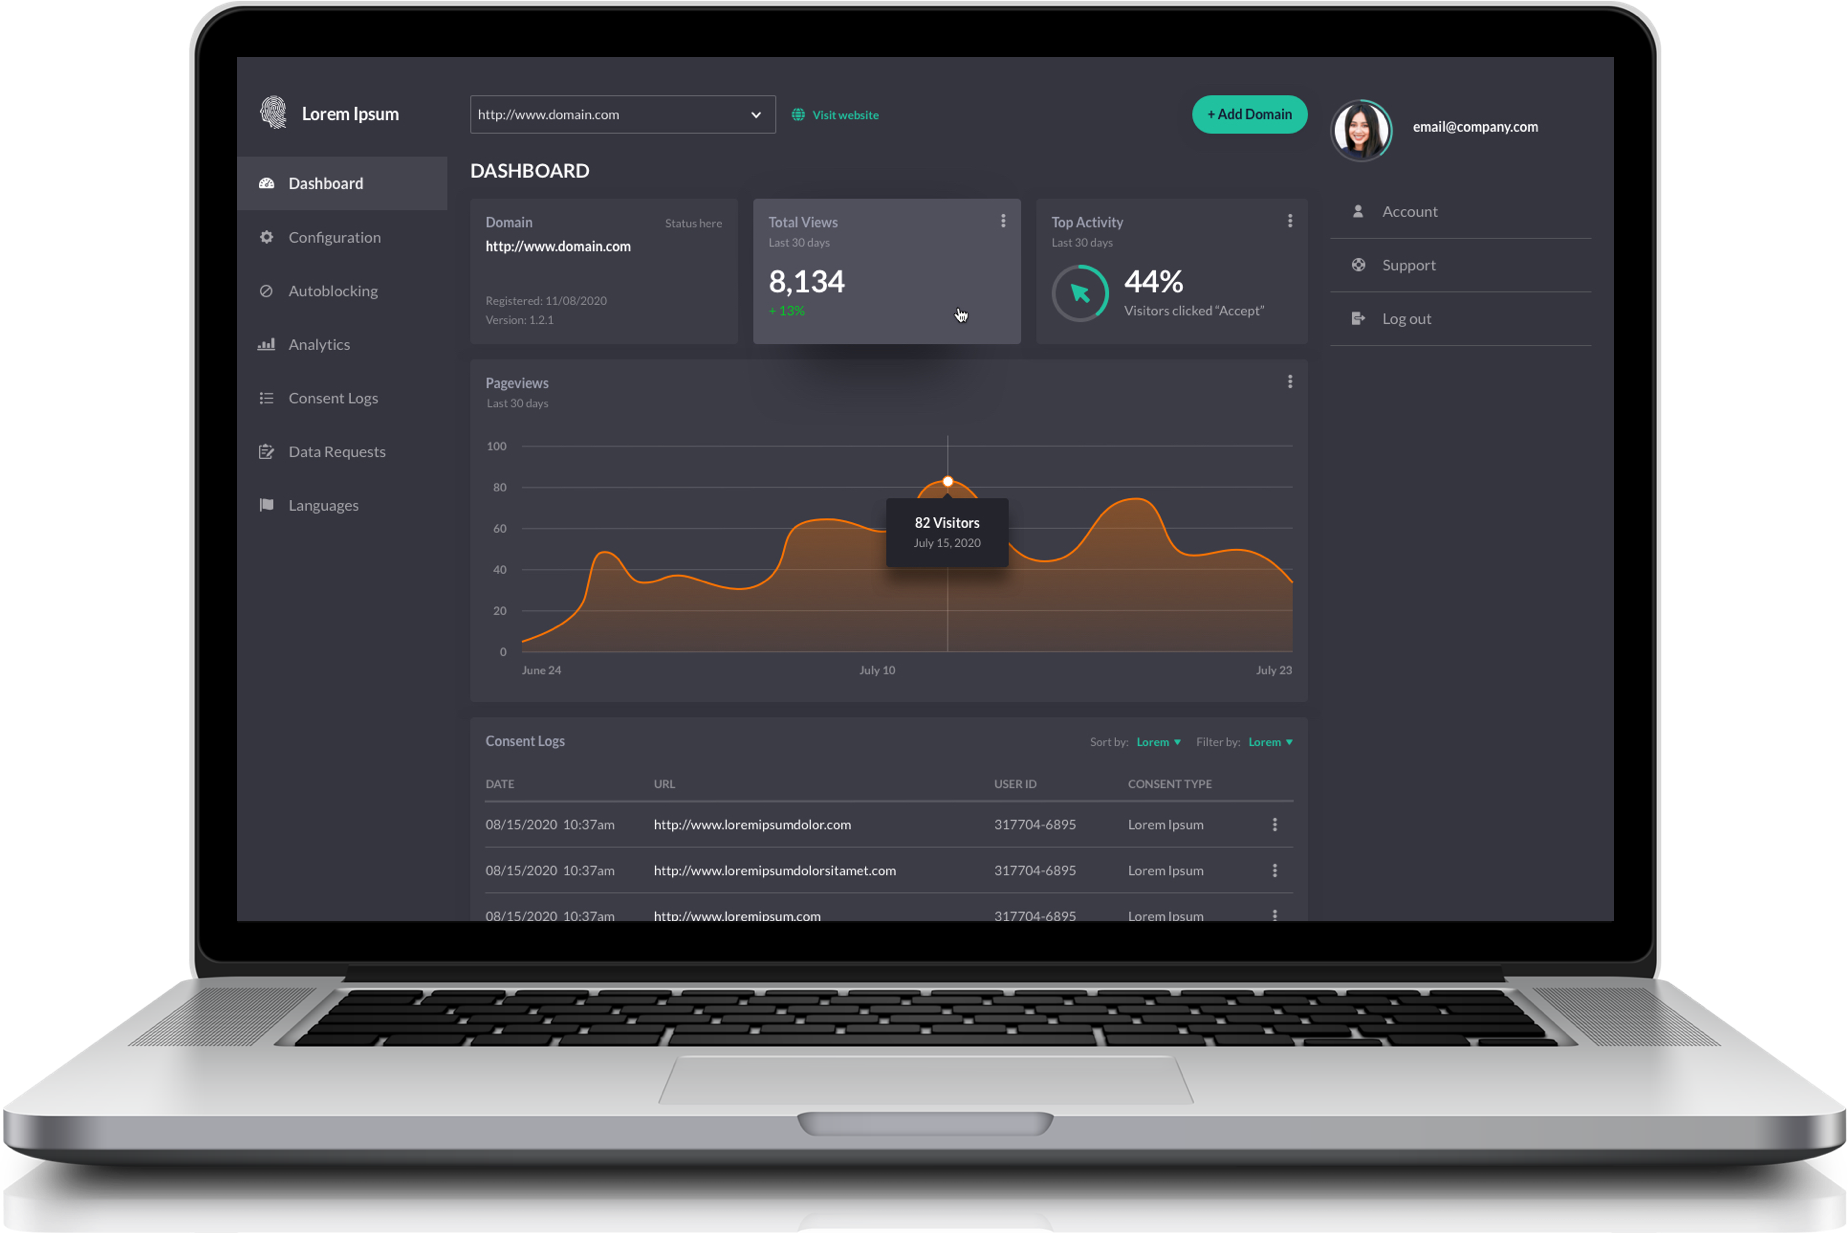 Lorem Ipsum
http://www.domain.com
Visit website
+ Add Domain
email@company.com
Dashboard
Configuration
Autoblocking
Analytics
Consent Logs
Data Requests
Languages
DASHBOARD
Domain
Status here
http://www.domain.com
Registered: 11/08/2020
Version: 1.2.1
Total Views
Last 30 days
8,134
+ 13%
Top Activity
Last 30 days
44%
Visitors clicked “Accept”
Account
Support
Log out
Pageviews
Last 30 days
100
80
60
40
20
0
82 Visitors
July 15, 2020
June 24 July 10 July 23
Consent Logs
Sort by: Lorem Filter by: Lorem
DATE URL USER ID CONSENT TYPE
08/15/2020 10:37am http://www.loremipsumdolor.com 317704-6895 Lorem Ipsum
08/15/2020 10:37am http://www.loremipsumdolorsitamet.com 317704-6895 Lorem Ipsum
08/15/2020 10:37am http://www.loremipsum.com 317704-6895 Lorem Ipsum